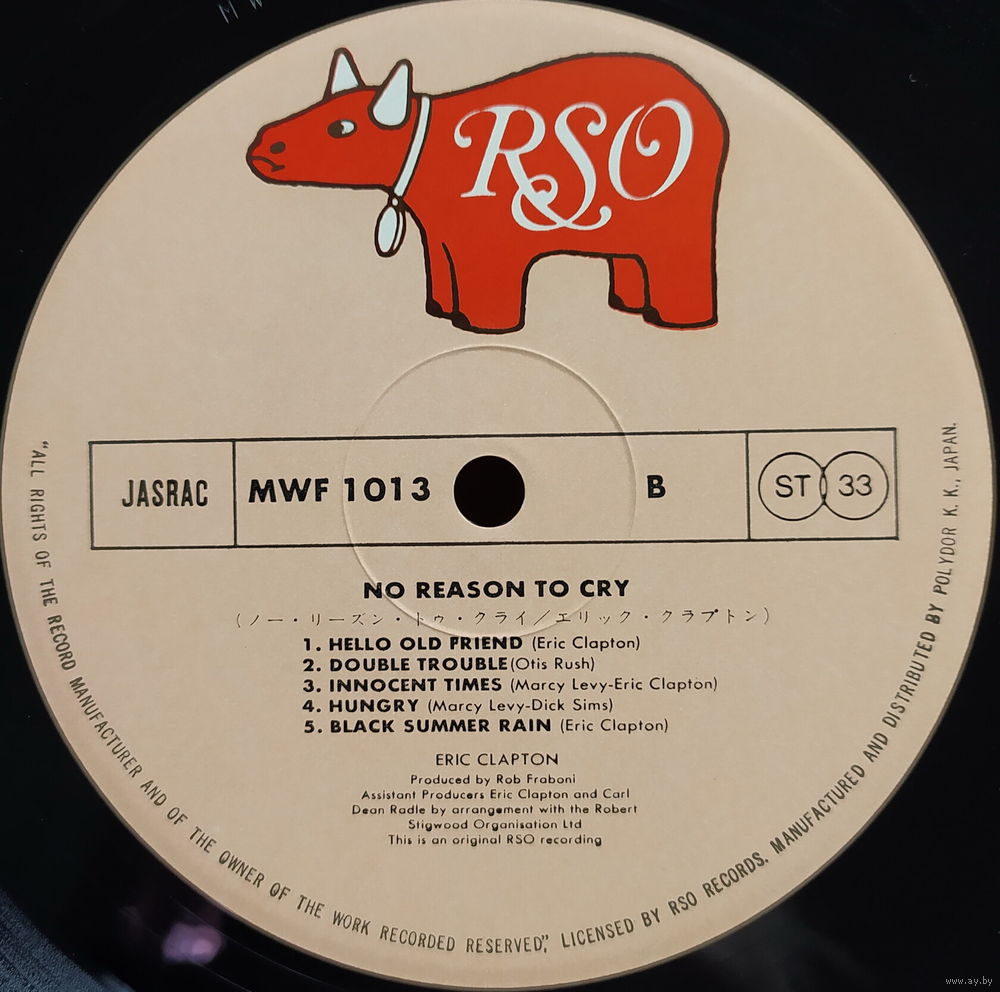 M W
RSO
JASRAC
MWF 1013
B
ST 33
NO REASON TO CRY
(ノー・リーズン・トゥ・クライ/エリック・クラプトン)
1. HELLO OLD FRIEND (Eric Clapton)
2. DOUBLE TROUBLE (Otis Rush)
3. INNOCENT TIMES (Marcy Levy-Eric Clapton)
4. HUNGRY (Marcy Levy-Dick Sims)
5. BLACK SUMMER RAIN (Eric Clapton)
ERIC CLAPTON
Produced by Rob Fraboni
Assistant Producers Eric Clapton and Carl
Dean Radle by arrangement with the Robert
Stigwood Organisation Ltd
This is an original RSO recording
"ALL RIGHTS OF THE RECORD MANUFACTURER AND OF THE OWNER OF THE WORK RECORDED RESERVED", LICENSED BY RSO RECORDS. MANUFACTURED AND DISTRIBUTED BY POLYDOR K. K., JAPAN.
www.ay.by